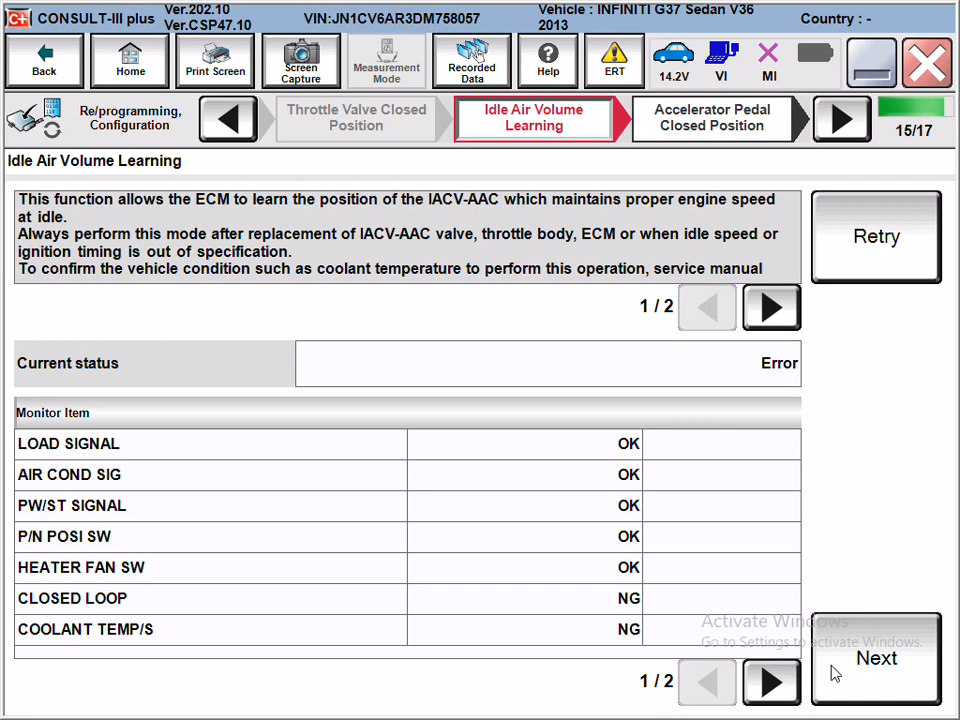 C+ CONSULT-III plus
Ver.202.10
Ver.CSP47.10
VIN:JN1CV6AR3DM758057
Vehicle : INFINITI G37 Sedan V36
2013
Country : -
Back
Home
Print Screen
Screen
Capture
Measurement
Mode
Recorded
Data
Help
ERT
14.2V
VI
MI
Re/programming,
Configuration
Throttle Valve Closed
Position
Idle Air Volume
Learning
Accelerator Pedal
Closed Position
15/17
Idle Air Volume Learning
This function allows the ECM to learn the position of the IACV-AAC which maintains proper engine speed
at idle.
Always perform this mode after replacement of IACV-AAC valve, throttle body, ECM or when idle speed or
ignition timing is out of specification.
To confirm the vehicle condition such as coolant temperature to perform this operation, service manual
Retry
1 / 2
Current status Error
Monitor Item
LOAD SIGNAL OK
AIR COND SIG OK
PW/ST SIGNAL OK
P/N POSI SW OK
HEATER FAN SW OK
CLOSED LOOP NG
COOLANT TEMP/S NG
Activate Windows
Go to Settings to activate Windows.
Next
1 / 2